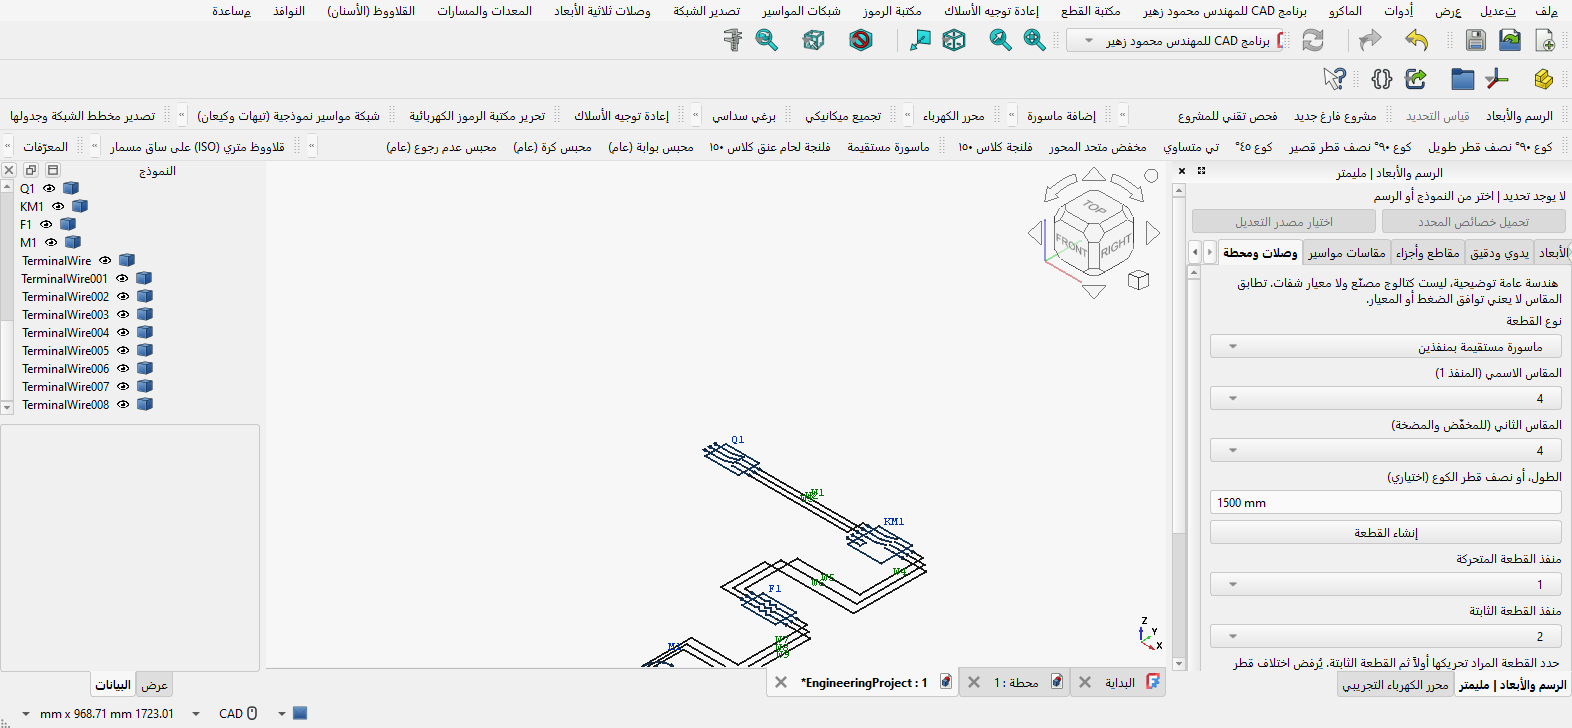 ملف تعديل عرض أدوات الماكرو برنامج CAD للمهندس محمود زهير مكتبة القطع إعادة توجيه الأسلاك مكتبة الرموز شبكات المواسير تصدير الشبكة وصلات ثلاثية الأبعاد المعدات والمسارات القلاووظ (الأسنان) النوافذ مساعدة
برنامج CAD للمهندس محمود زهير
الرسم والأبعاد قياس التحديد مشروع فارغ جديد فحص تقني للمشروع إضافة ماسورة محرر الكهرباء تجميع ميكانيكي برغي سداسي إعادة توجيه الأسلاك تحرير مكتبة الرموز الكهربائية شبكة مواسير نموذجية (تيهات وكيعان) تصدير مخطط الشبكة وجدولها
كوع ٩٠° نصف قطر طويل كوع ٩٠° نصف قطر قصير كوع ٤٥° تي متساوي مخفض متحد المحور فلنجة كلاس ١٥٠ ماسورة مستقيمة فلنجة لحام عنق كلاس ١٥٠ محبس بوابة (عام) محبس كرة (عام) محبس عدم رجوع (عام) قلاووظ متري (ISO) على ساق مسمار المعرّفات
النموذج
Q1
KM1
F1
M1
TerminalWire
TerminalWire001
TerminalWire002
TerminalWire003
TerminalWire004
TerminalWire005
TerminalWire006
TerminalWire007
TerminalWire008
عرض البيانات
TOP
FRONT
RIGHT
Q1
W1
KM1
W4
W5
W6
F1
W7
W9
M1
Z
Y
X
البداية
محطة : 1
EngineeringProject : 1*
الرسم والأبعاد | مليمتر
لا يوجد تحديد | اختر من النموذج أو الرسم
تحميل خصائص المحدد اختيار مصدر التعديل
الأبعاد يدوي ودقيق مقاطع وأجزاء مقاسات مواسير وصلات ومحطة
هندسة عامة توضيحية، ليست كتالوج مصنّع ولا معيار شفات. تطابق
المقاس لا يعني توافق الضغط أو المعيار.
نوع القطعة
ماسورة مستقيمة بمنفذين
المقاس الاسمي (المنفذ 1)
4
المقاس الثاني (للمخفّض والمضخة)
4
الطول، أو نصف قطر الكوع (اختياري)
1500 mm
إنشاء القطعة
منفذ القطعة المتحركة
1
منفذ القطعة الثابتة
2
حدد القطعة المراد تحريكها أولاً ثم القطعة الثابتة. يُرفض اختلاف قطر
الرسم والأبعاد | مليمتر محرر الكهرباء التجريبي
mm x 968.71 mm 1723.01 CAD